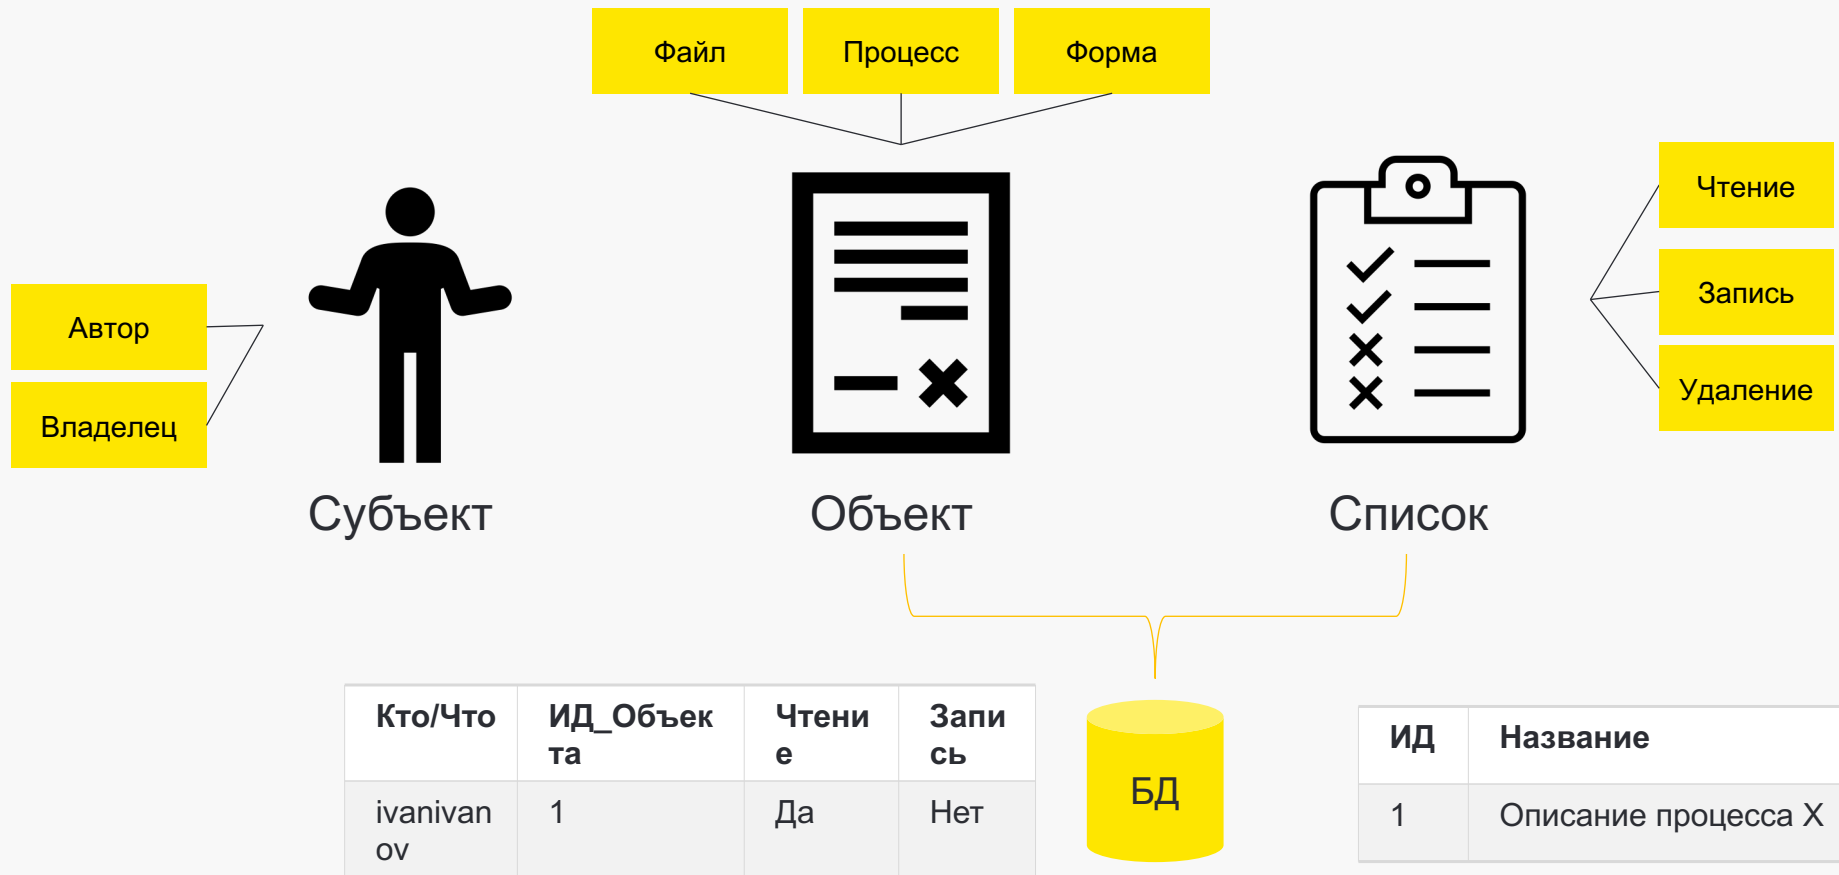 Файл
Процесс
Форма
Чтение
Запись
Удаление
Автор
Владелец
Субъект
Объект
Список
Кто/Что
ИД_Объек
та
Чтени
е
Запи
сь
ivanivan
ov
1
Да
Нет
БД
ИД
Название
1
Описание процесса X